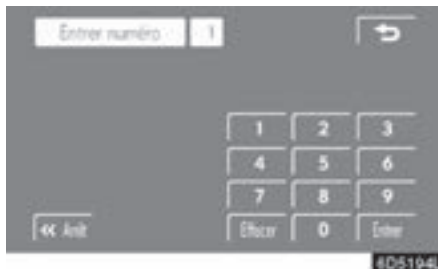 Entrer numéro 1
1 2 3
4 5 6
7 8 9
Arrêt Effacer 0 Entrer
6D5194